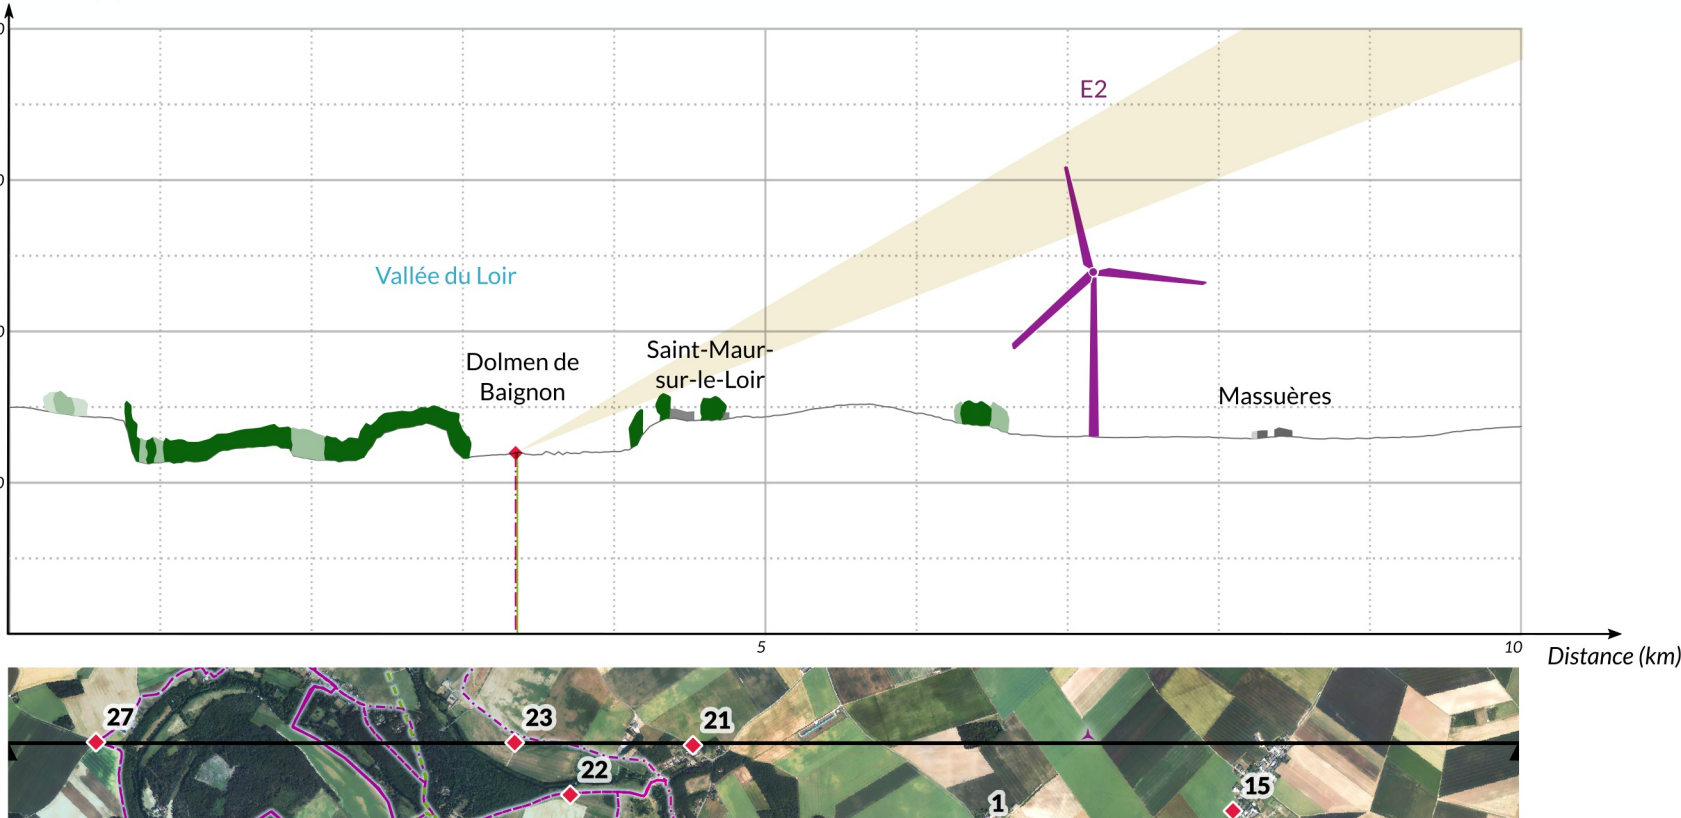 E2
Vallée du Loir
Dolmen de
Baignon
Saint-Maur-
sur-le-Loir
Massuères
5
10
Distance (km)
27
23
21
22
15
1